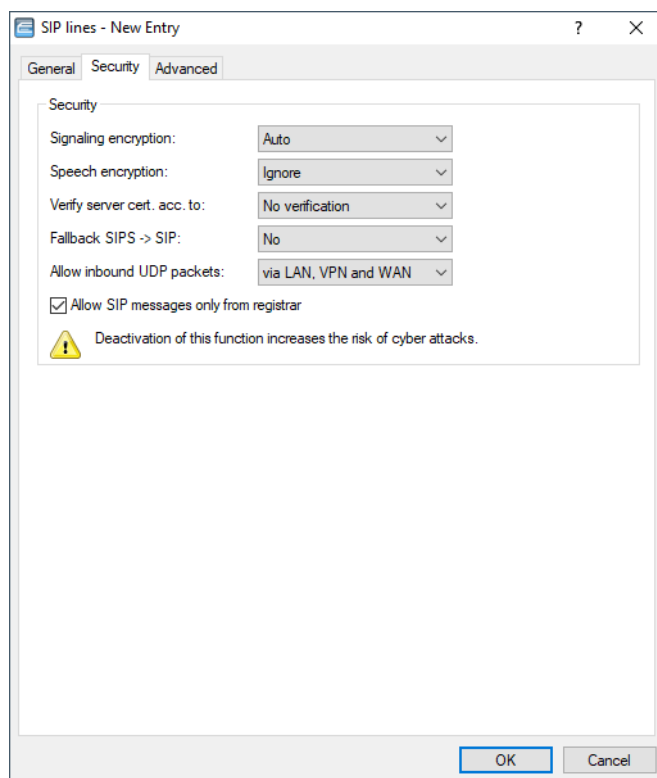 SIP lines - New Entry
?
General Security Advanced
Security
Signaling encryption: Auto
Speech encryption: Ignore
Verify server cert. acc. to: No verification
Fallback SIPS -> SIP: No
Allow inbound UDP packets: via LAN, VPN and WAN
Allow SIP messages only from registrar
Deactivation of this function increases the risk of cyber attacks.
OK Cancel